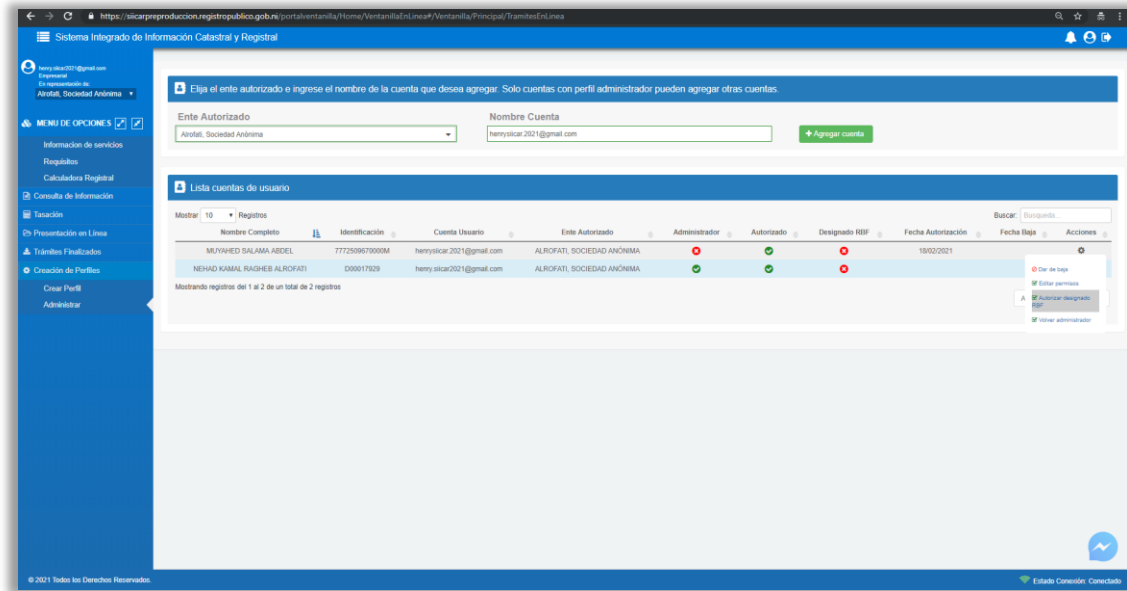 https://siicarpreproduccion.registropublico.gob.ni/portalventanilla/Home/VentanillaEnLinea#/Ventanilla/Principal/TramitesEnLinea
Sistema Integrado de Información Catastral y Registral
henry.siicar2021@gmail.com
Empresarial
En representación de:
Alrofati, Sociedad Anónima
MENU DE OPCIONES
Informacion de servicios
Requisitos
Calculadora Registral
Consulta de Información
Tasación
Presentación en Línea
Trámites Finalizados
Creación de Perfiles
Crear Perfil
Administrar
Elija el ente autorizado e ingrese el nombre de la cuenta que desea agregar. Solo cuentas con perfil administrador pueden agregar otras cuentas.
Ente Autorizado Nombre Cuenta
Alrofati, Sociedad Anónima henrysiicar.2021@gmail.com + Agregar cuenta
Lista cuentas de usuario
Mostrar 10 Registros Buscar: Busqueda...
Nombre Completo Identificación Cuenta Usuario Ente Autorizado Administrador Autorizado Designado RBF Fecha Autorización Fecha Baja Acciones
MUYAHED SALAMA ABDEL 7772509670000M henrysiicar.2021@gmail.com ALROFATI, SOCIEDAD ANÓNIMA 18/02/2021
NEHAD KAMAL RAGHEB ALROFATI D00017929 henry.siicar2021@gmail.com ALROFATI, SOCIEDAD ANÓNIMA
Mostrando registros del 1 al 2 de un total de 2 registros
Dar de baja
Editar permisos
A
Autorizar designado
RBF
Volver administrador
© 2021 Todos los Derechos Reservados. Estado Conexión: Conectado